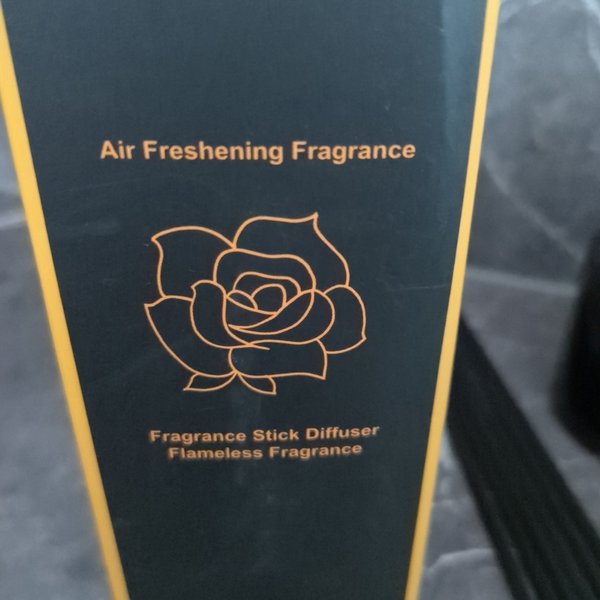 Air Freshening Fragrance
Fragrance Stick Diffuser
Flameless Fragrance